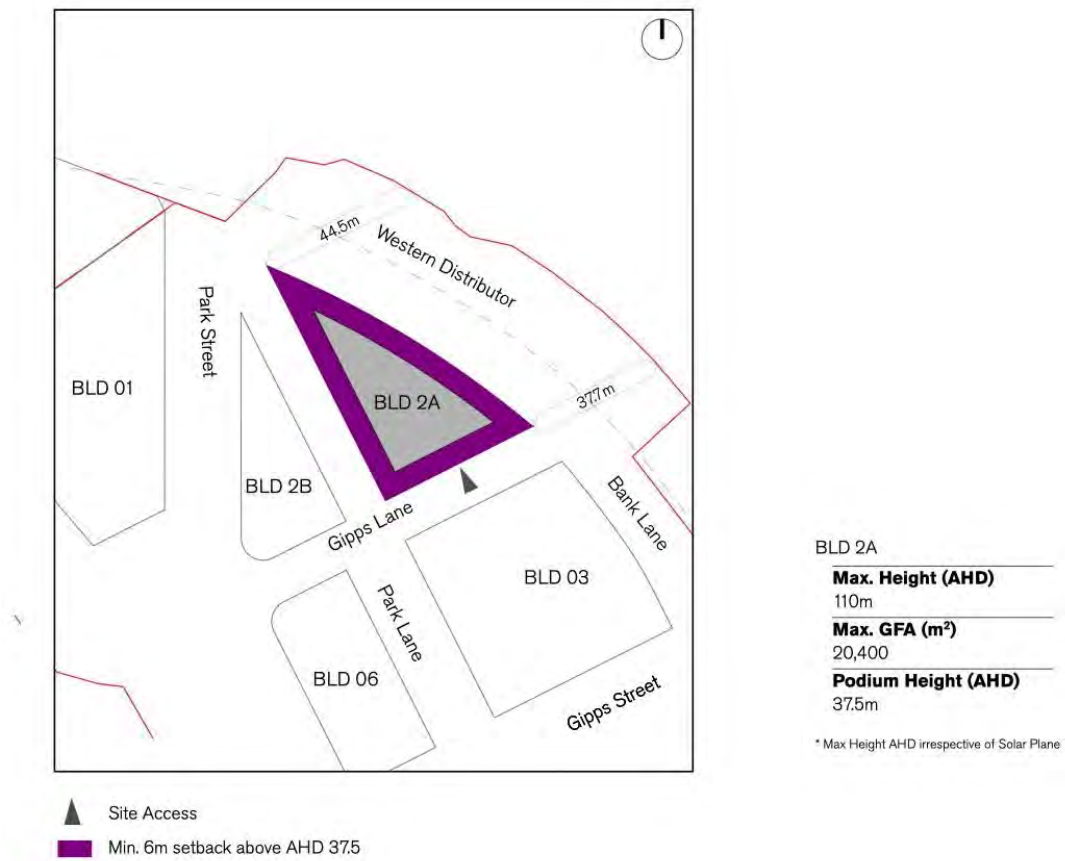 44.5m
Western Distributor
Park Street
BLD 01
BLD 2A
37.7m
BLD 2B
Gipps Lane
Bank Lane
BLD 03
Park Lane
BLD 06
Gipps Street
BLD 2A
Max. Height (AHD)
110m
Max. GFA (m²)
20,400
Podium Height (AHD)
37.5m
* Max Height AHD irrespective of Solar Plane
Site Access
Min. 6m setback above AHD 37.5